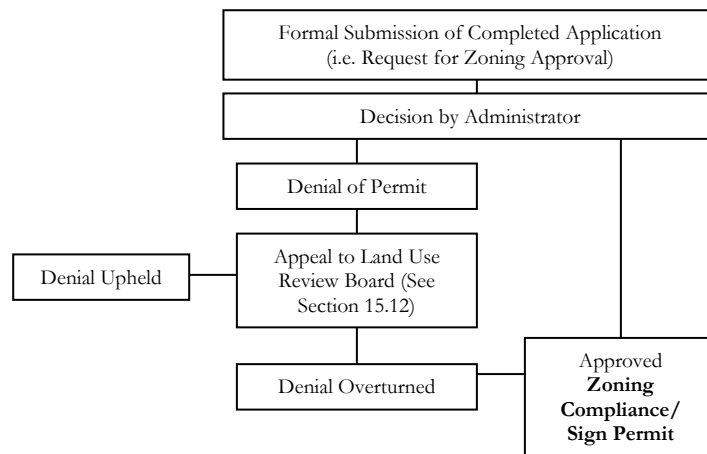 Formal Submission of Completed Application
(i.e. Request for Zoning Approval)
Decision by Administrator
Denial of Permit
Appeal to Land Use
Review Board (See
Section 15.12)
Denial Upheld
Denial Overturned
Approved
Zoning
Compliance/
Sign Permit